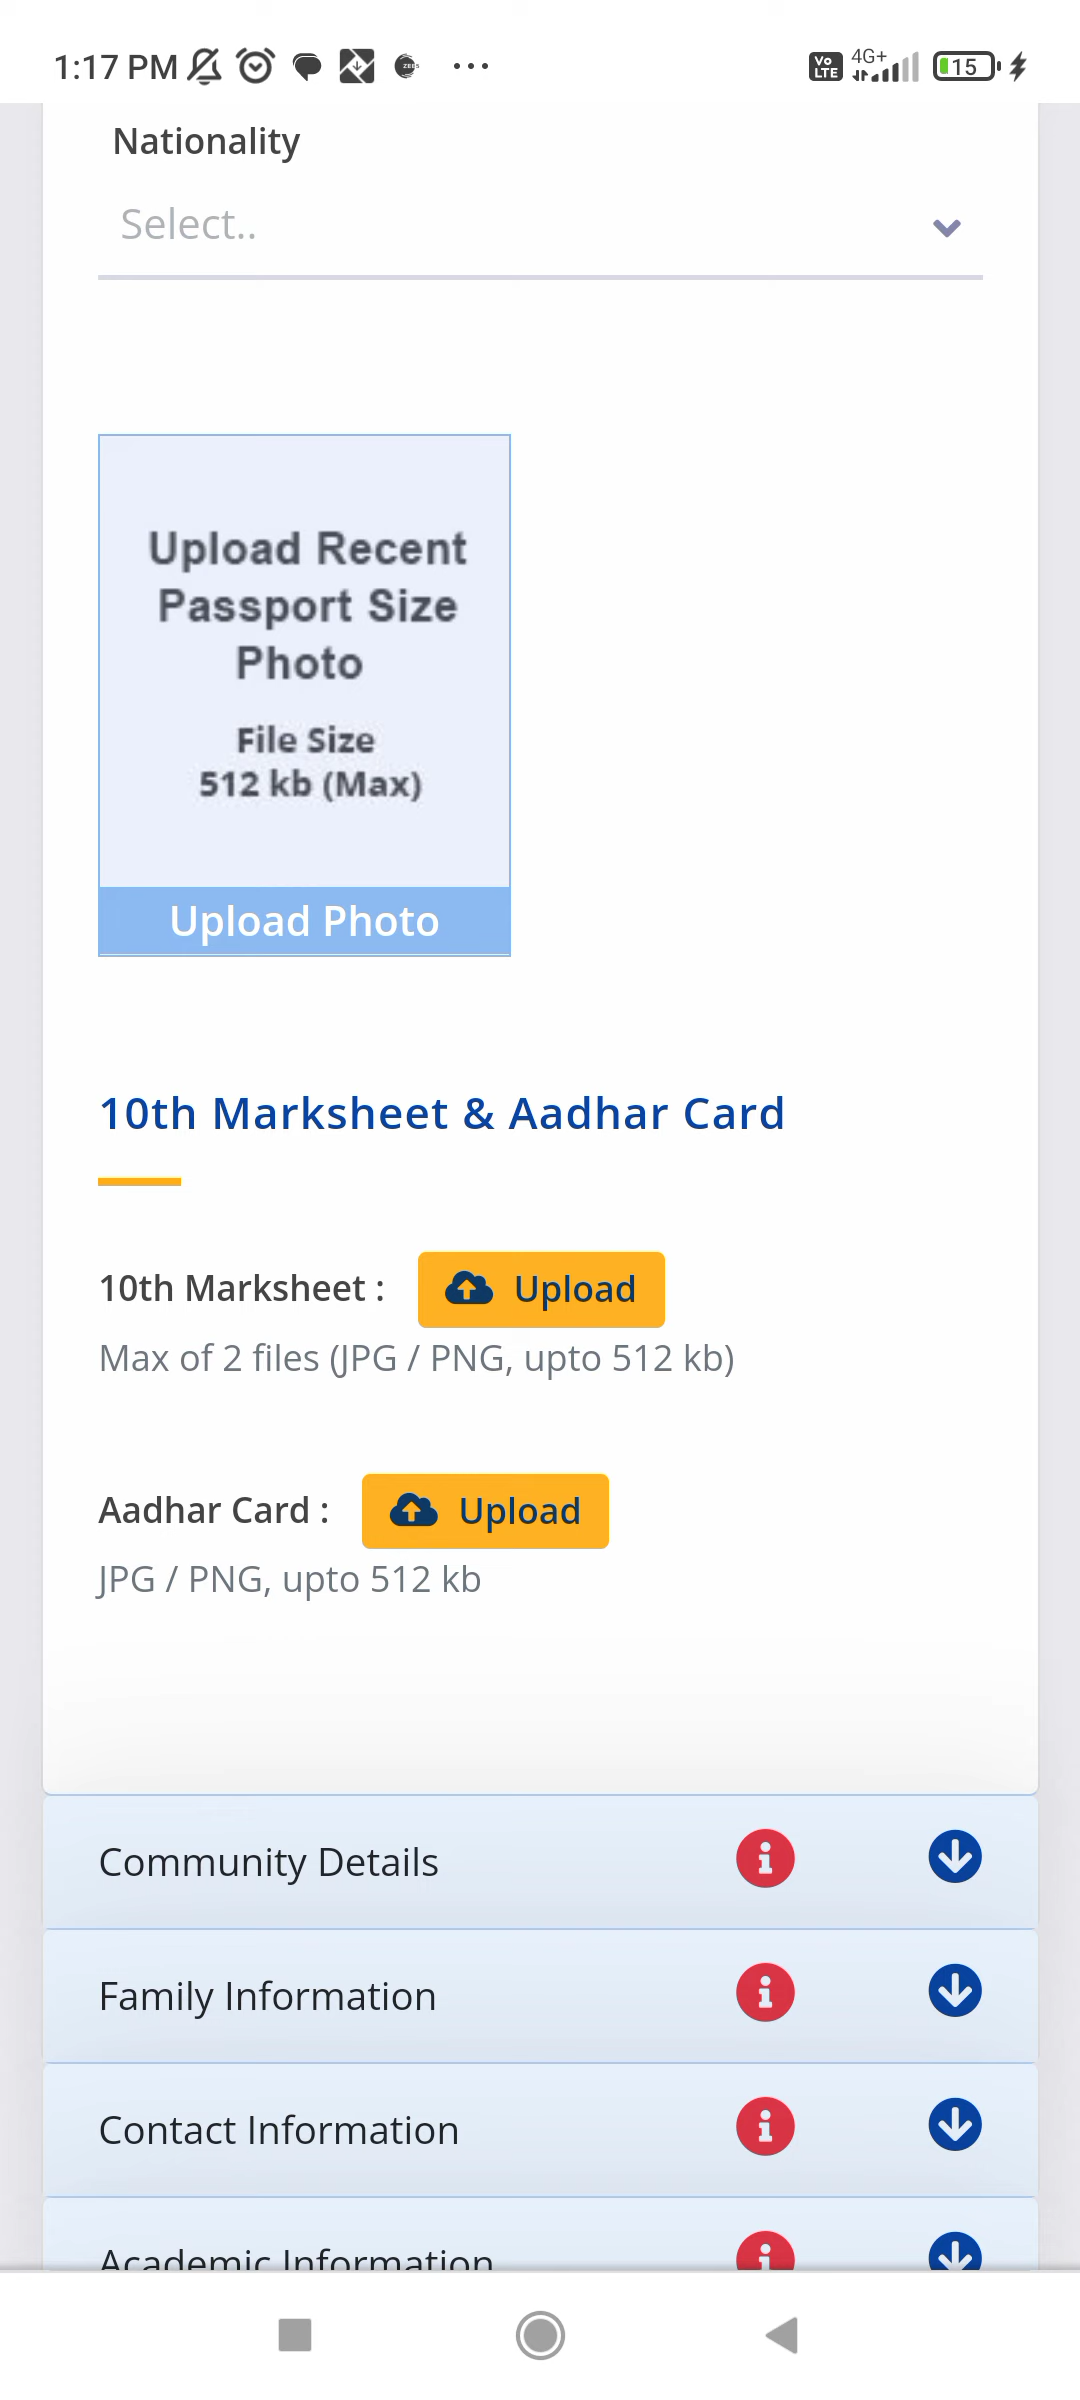 1:17 PM
Vo LTE 4G+ 15
Nationality
Select..
Upload Recent
Passport Size
Photo
File Size
512 kb (Max)
Upload Photo
10th Marksheet & Aadhar Card
10th Marksheet : Upload
Max of 2 files (JPG / PNG, upto 512 kb)
Aadhar Card : Upload
JPG / PNG, upto 512 kb
Community Details
Family Information
Contact Information
Academic Information